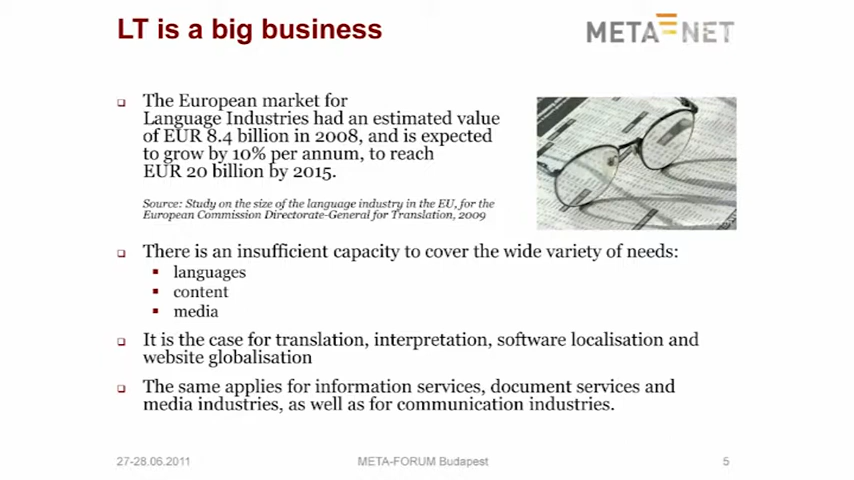 LT is a big business
META NET
❑ The European market for
Language Industries had an estimated value
of EUR 8.4 billion in 2008, and is expected
to grow by 10% per annum, to reach
EUR 20 billion by 2015.
Source: Study on the size of the language industry in the EU, for the
European Commission Directorate-General for Translation, 2009
❑ There is an insufficient capacity to cover the wide variety of needs:
▪ languages
▪ content
▪ media
❑ It is the case for translation, interpretation, software localisation and
website globalisation
❑ The same applies for information services, document services and
media industries, as well as for communication industries.
27-28.06.2011
META-FORUM Budapest
5